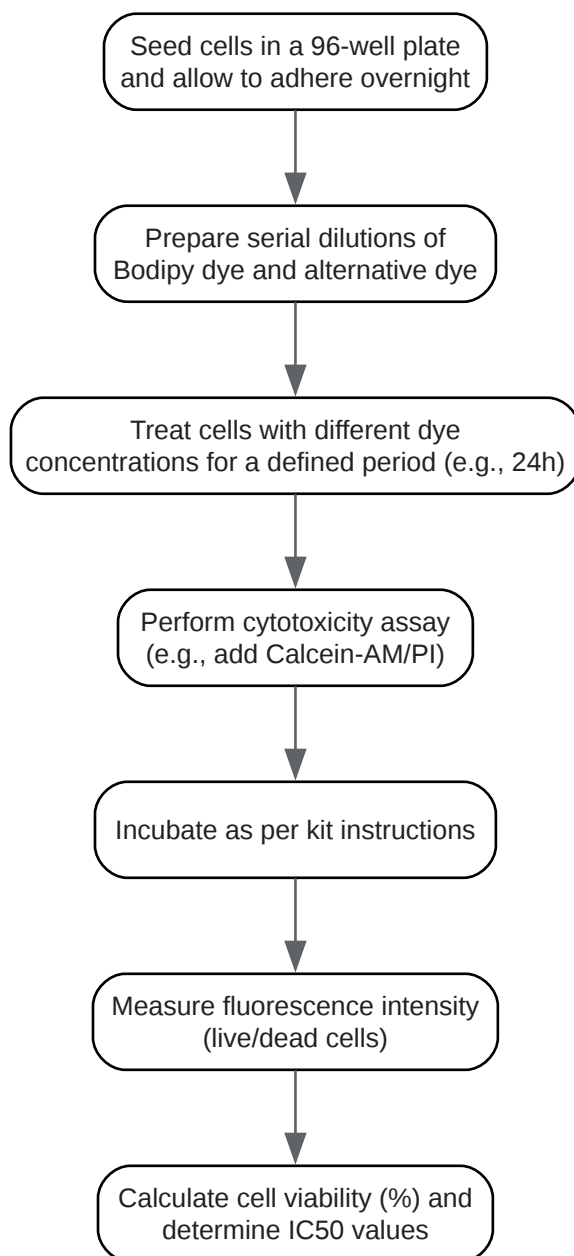 Seed cells in a 96-well plate
and allow to adhere overnight
Prepare serial dilutions of
Bodipy dye and alternative dye
Treat cells with different dye
concentrations for a defined period (e.g., 24h)
Perform cytotoxicity assay
(e.g., add Calcein-AM/PI)
Incubate as per kit instructions
Measure fluorescence intensity
(live/dead cells)
Calculate cell viability (%) and
determine IC50 values